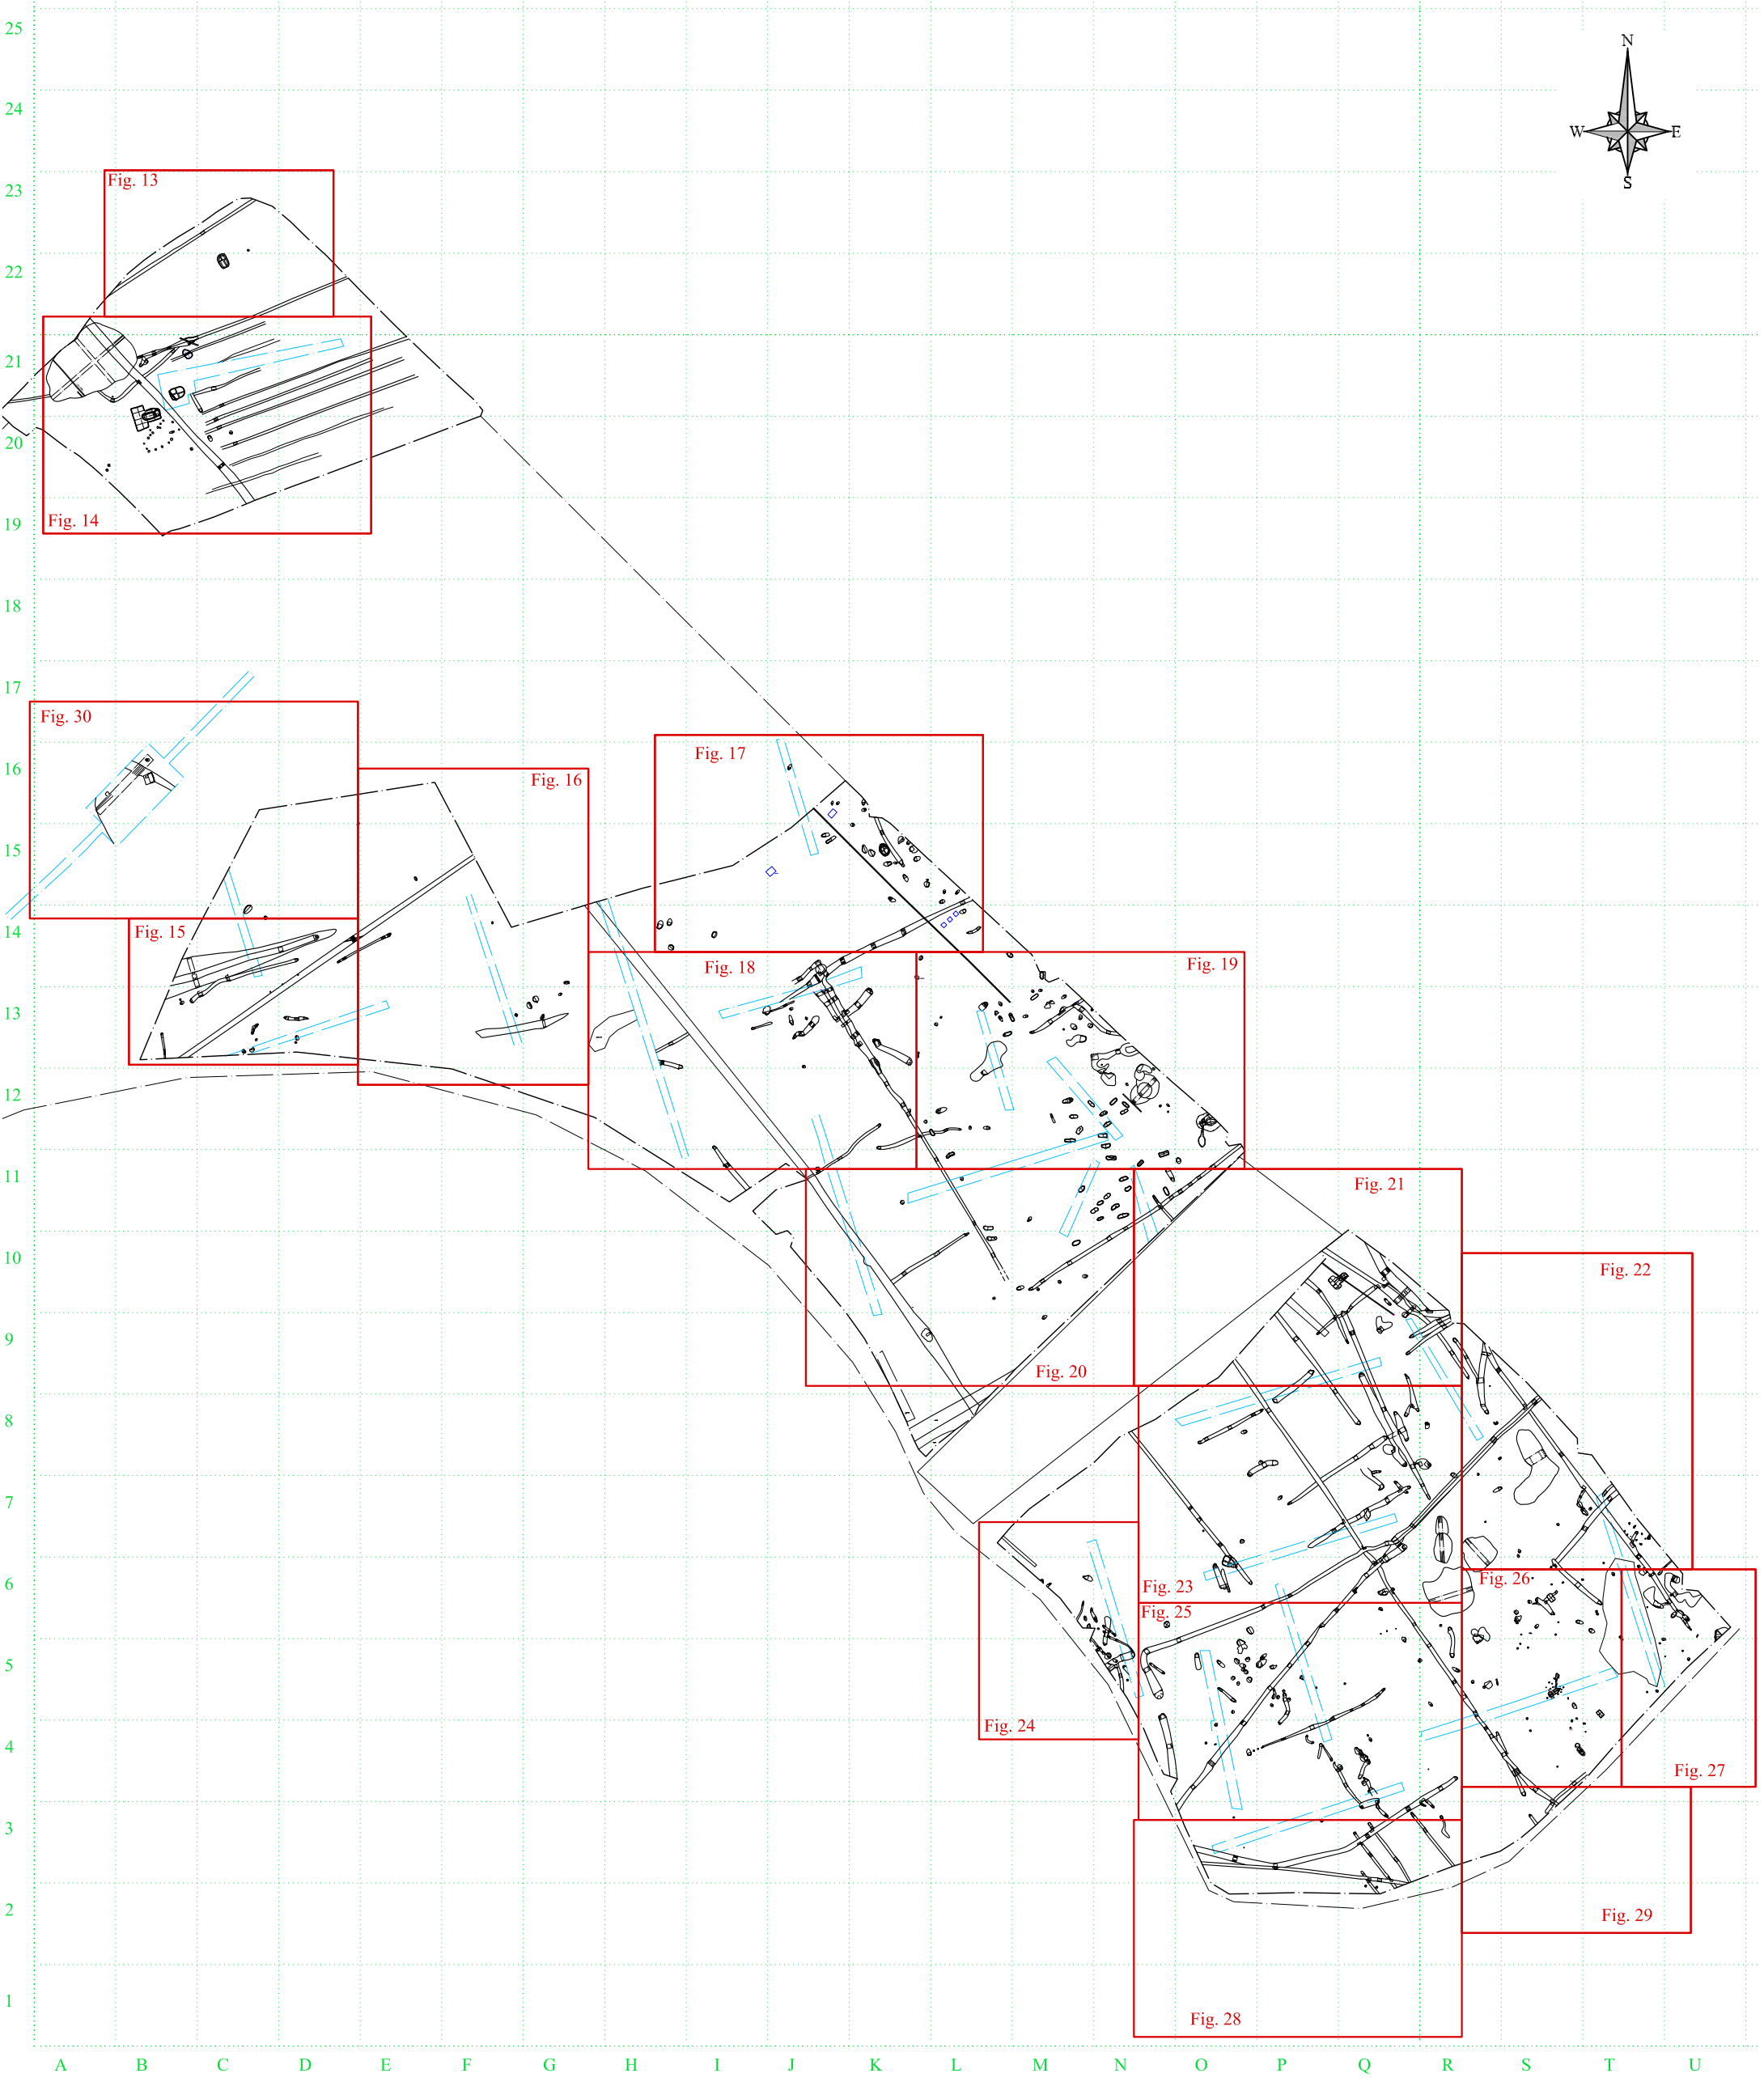 25
N
24
W E
Fig. 13
23
S
22
21
20
Fig. 14
19
18
17
Fig. 30
Fig. 17
16
Fig. 16
15
Fig. 15
14
Fig. 18
Fig. 19
13
12
11
Fig. 21
10
Fig. 22
9
Fig. 20
8
7
6
Fig. 23
Fig. 26
Fig. 25
5
Fig. 24
4
Fig. 27
3
2
Fig. 29
1
Fig. 28
A B C D E F G H I J K L M N O P Q R S T U